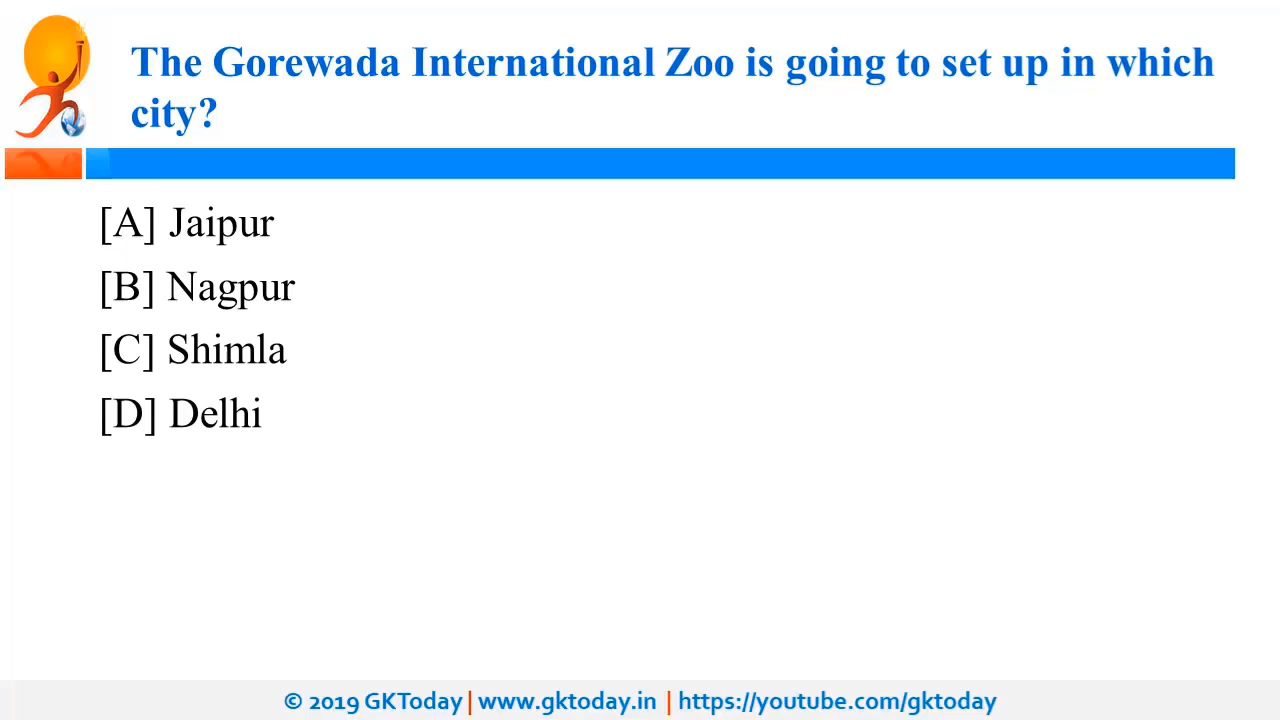 The Gorewada International Zoo is going to set up in which
city?
[A] Jaipur
[B] Nagpur
[C] Shimla
[D] Delhi
© 2019 GKToday | www.gktoday.in | https://youtube.com/gktoday